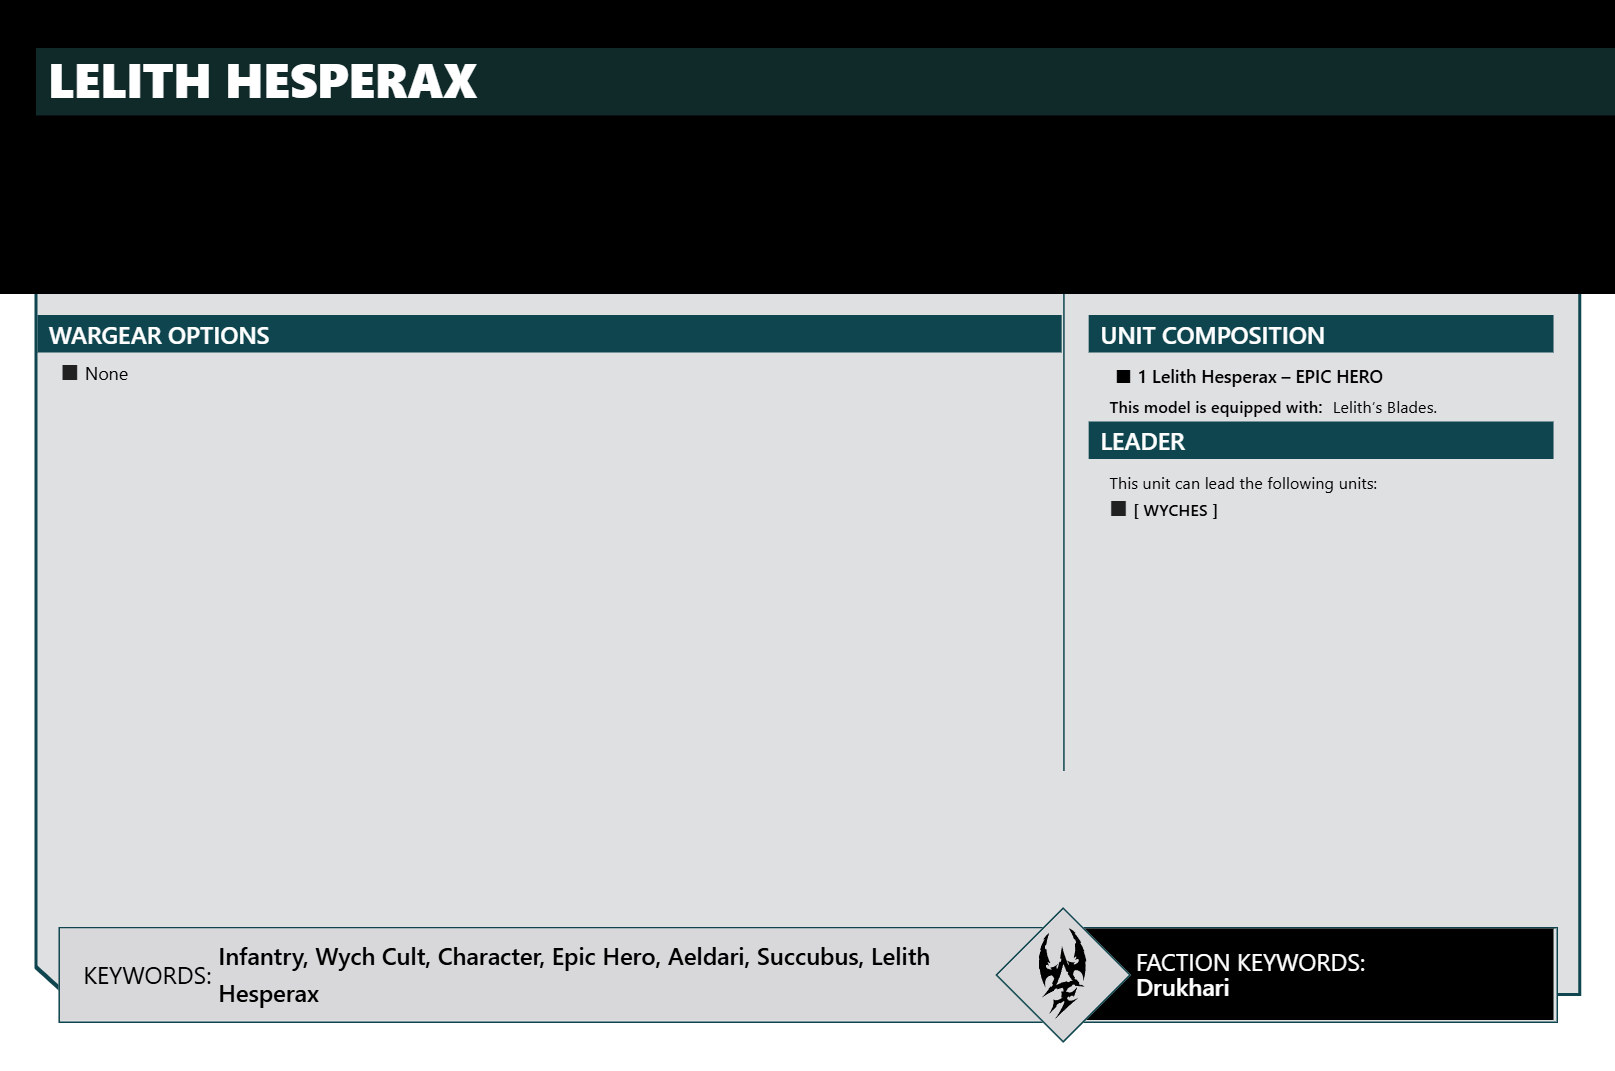 LELITH HESPERAX
WARGEAR OPTIONS
■ None
UNIT COMPOSITION
■ 1 Lelith Hesperax – EPIC HERO
This model is equipped with: Lelith's Blades.
LEADER
This unit can lead the following units:
■ [ WYCHES ]
KEYWORDS: Infantry, Wych Cult, Character, Epic Hero, Aeldari, Succubus, Lelith
Hesperax
FACTION KEYWORDS:
Drukhari